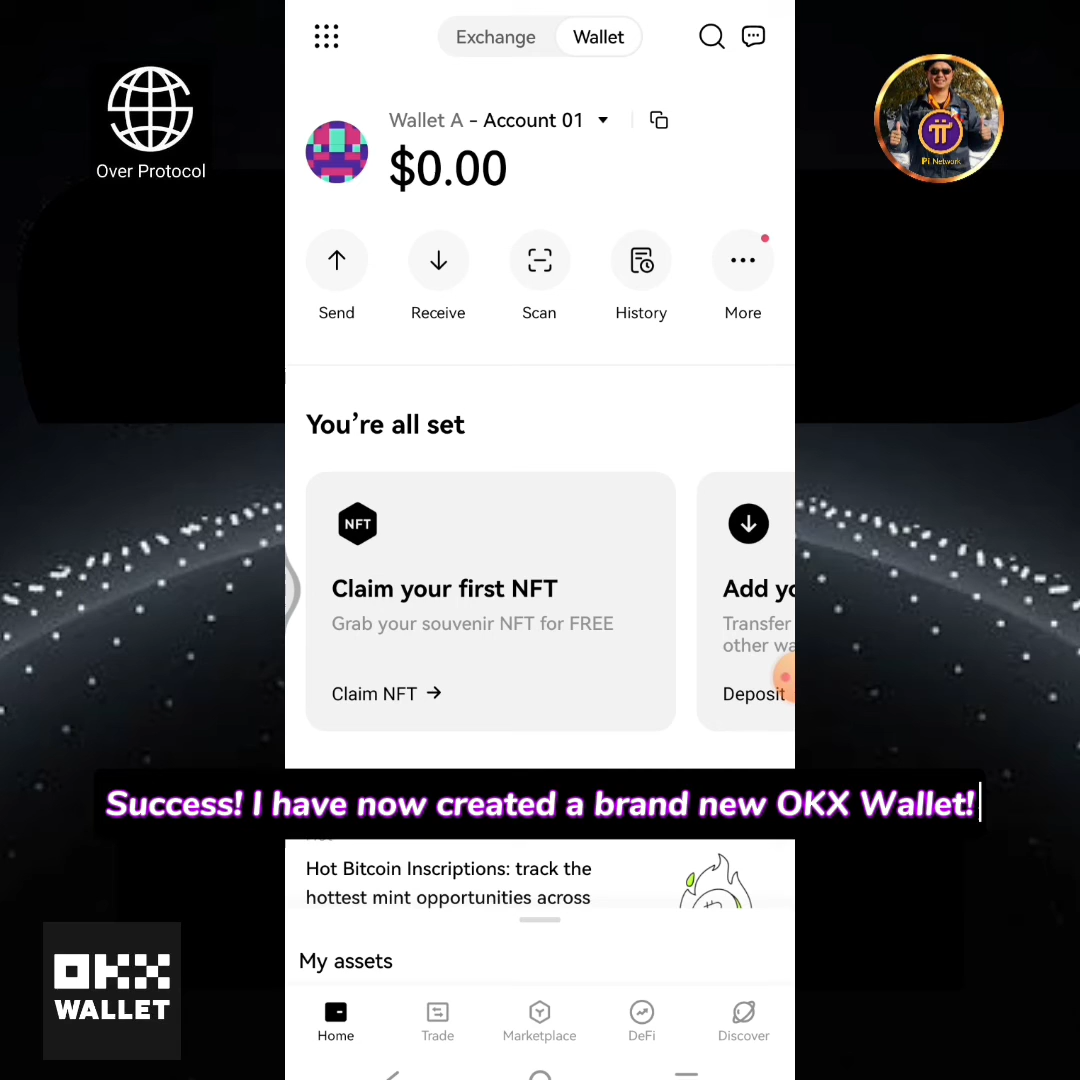 Exchange
Wallet
Over Protocol
Pi Network
Wallet A - Account 01
$0.00
Send
Receive
Scan
History
More
You’re all set
NFT
Claim your first NFT
Grab your souvenir NFT for FREE
Claim NFT →
Add yo
Transfer
other wa
Deposit
Success! I have now created a brand new OKX Wallet!
Hot Bitcoin Inscriptions: track the
hottest mint opportunities across
OKX
WALLET
My assets
Home
Trade
Marketplace
DeFi
Discover